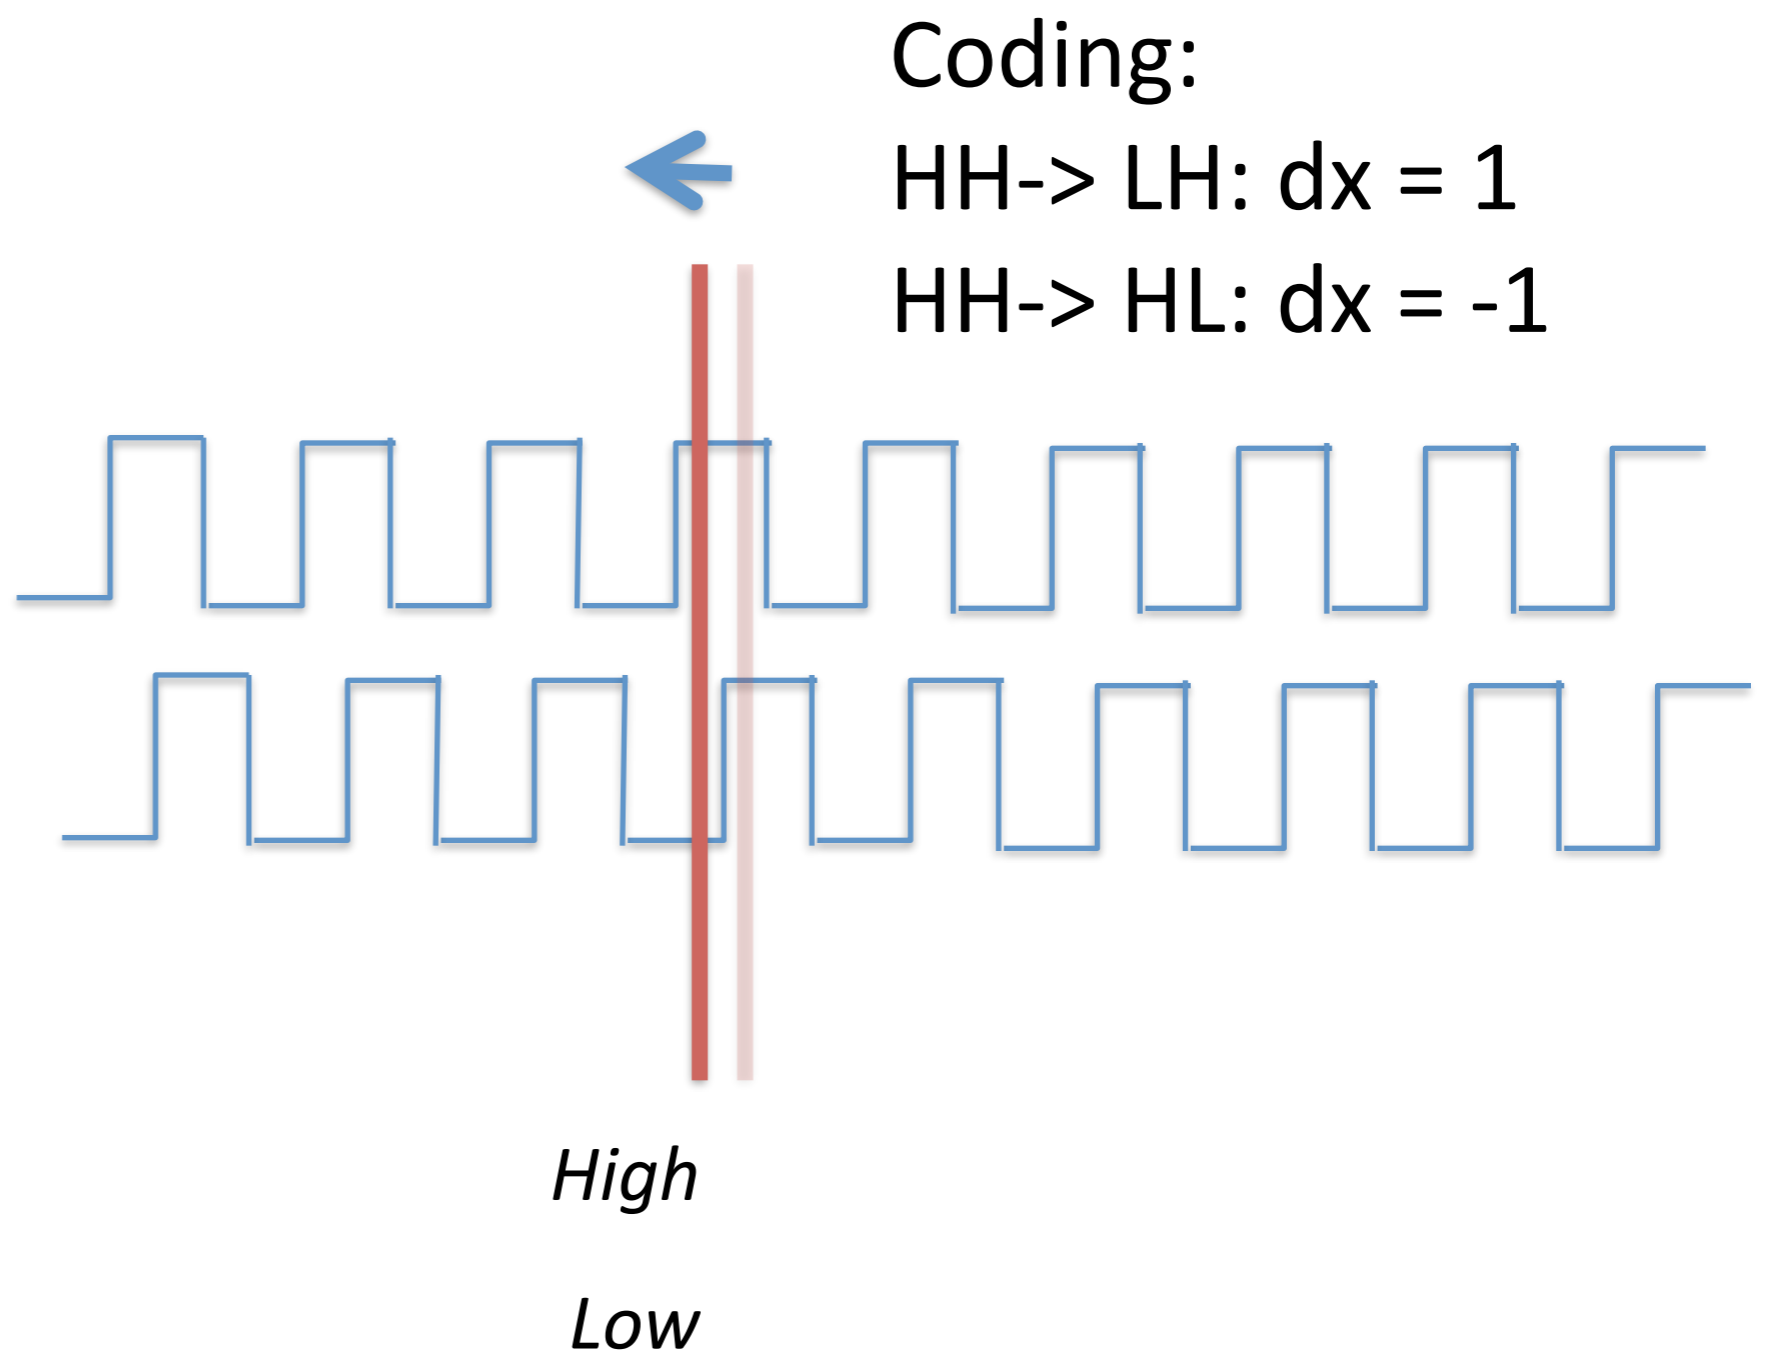 Coding:
HH-> LH: dx = 1
HH-> HL: dx = -1
High
Low